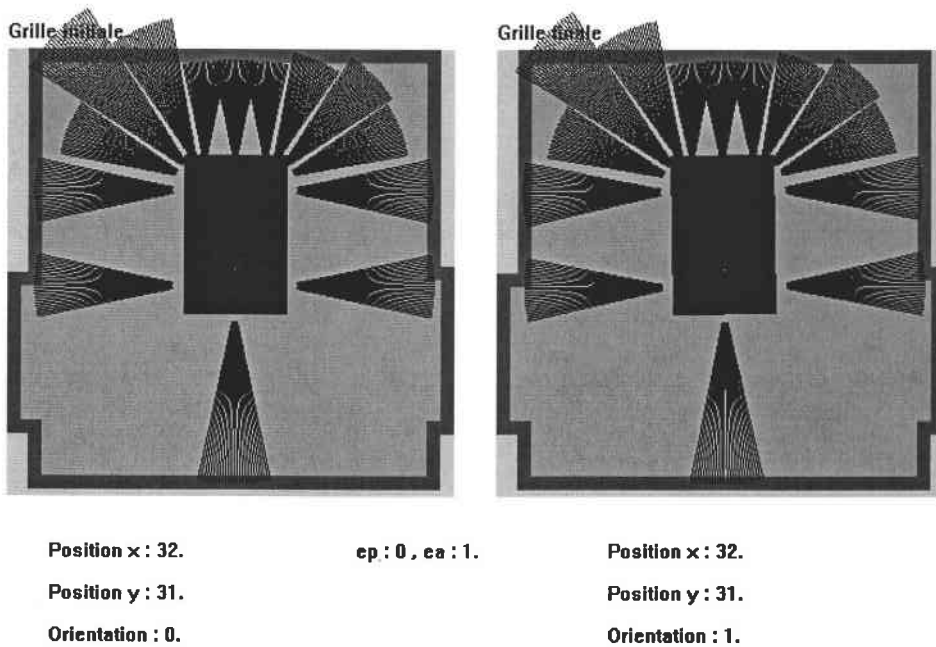 Grille initiale
Grille finale
Position x : 32.
ep : 0 , ea : 1.
Position x : 32.
Position y : 31.
Position y : 31.
Orientation : 0.
Orientation : 1.